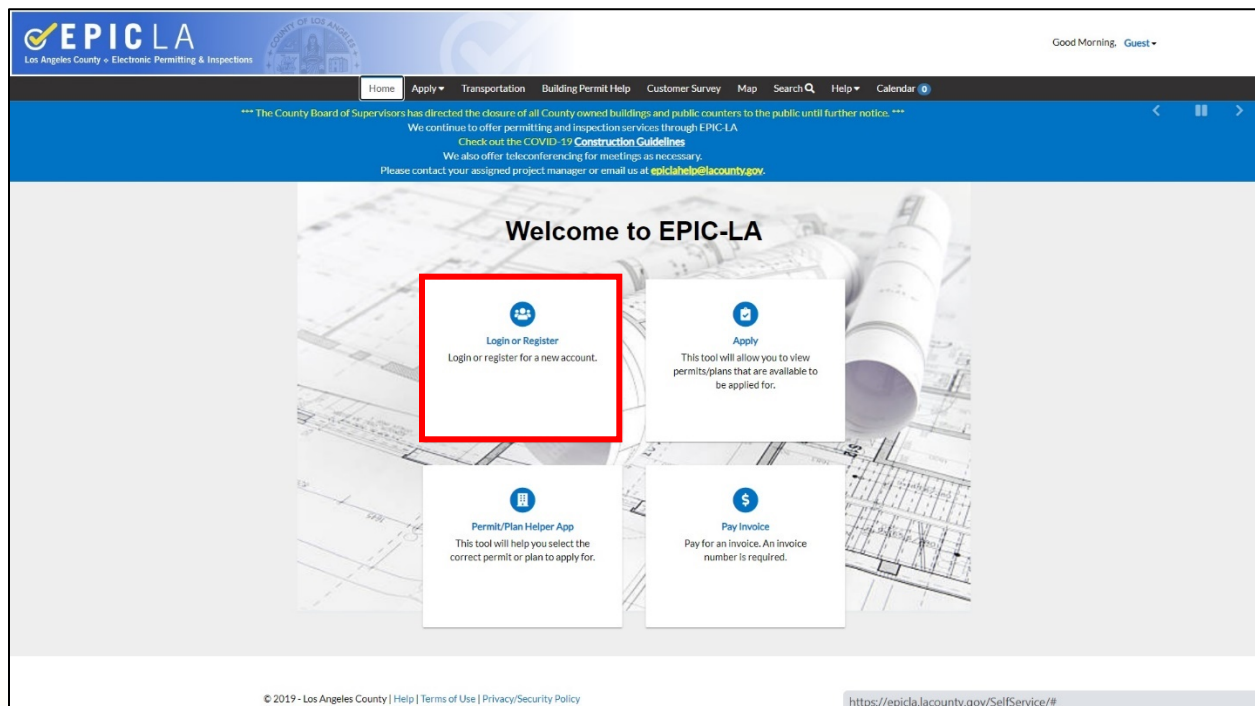 EPICLA
Los Angeles County Electronic Permitting & Inspections
COUNTY OF LOS ANGELES
Good Morning, Guest
Home Apply Transportation Building Permit Help Customer Survey Map Search Help Calendar 0
*** The County Board of Supervisors has directed the closure of all County owned buildings and public counters to the public until further notice. ***
We continue to offer permitting and inspection services through EPIC-LA
Check out the COVID-19 Construction Guidelines
We also offer teleconferencing for meetings as necessary.
Please contact your assigned project manager or email us at epiclahelp@lacounty.gov.
Welcome to EPIC-LA
Login or Register
Login or register for a new account.
Apply
This tool will allow you to view
permits/plans that are available to
be applied for.
Permit/Plan Helper App
This tool will help you select the
correct permit or plan to apply for.
Pay Invoice
Pay for an invoice. An invoice
number is required.
© 2019 - Los Angeles County | Help | Terms of Use | Privacy/Security Policy
https://epicla.lacounty.gov/SelfService/#